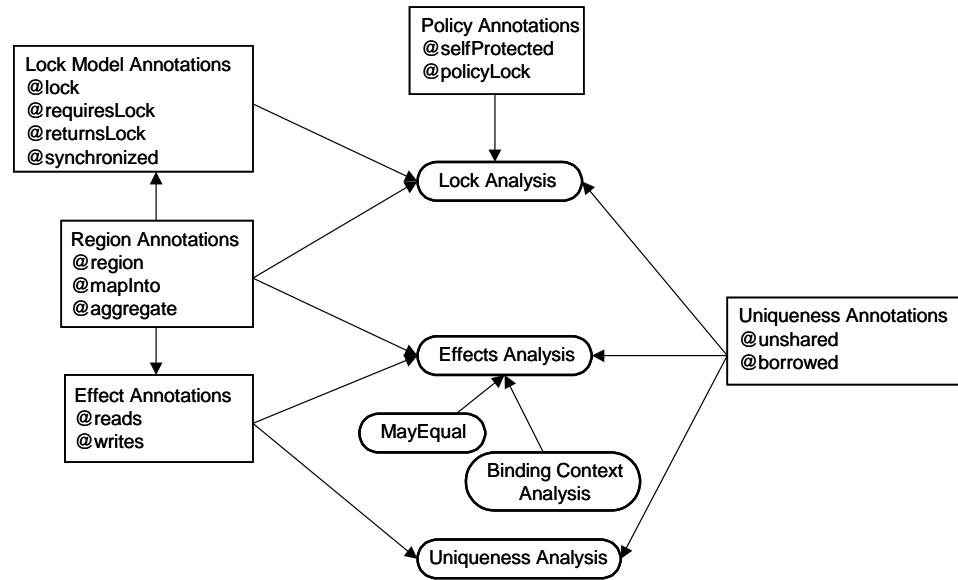 Policy Annotations
@selfProtected
@policyLock
Lock Model Annotations
@lock
@requiresLock
@returnsLock
@synchronized
Lock Analysis
Region Annotations
@region
@mapInto
@aggregate
Uniqueness Annotations
@unshared
@borrowed
Effects Analysis
Effect Annotations
@reads
@writes
MayEqual
Binding Context
Analysis
Uniqueness Analysis